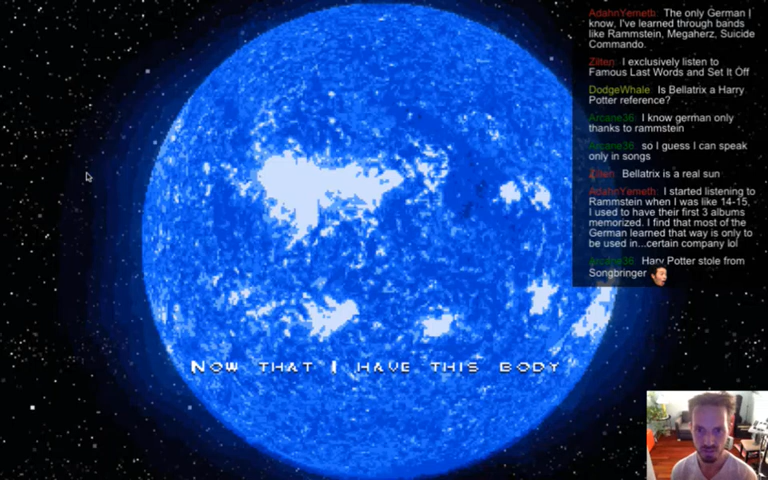 AdahnYemeth: The only German I
know, I've learned through bands
like Rammstein, Megaherz, Suicide
Commando.
Zilten: I exclusively listen to
Famous Last Words and Set It Off
DodgeWhale: Is Bellatrix a Harry
Potter reference?
Arcane36: I know german only
thanks to rammstein
Arcane36: so I guess I can speak
only in songs
Zilten: Bellatrix is a real sun
AdahnYemeth: I started listening to
Rammstein when I was like 14-15,
I used to have their first 3 albums
memorized. I find that most of the
German learned that way is only to
be used in...certain company lol
Arcane36: Harry Potter stole from
Songbringer
Now that I have this body